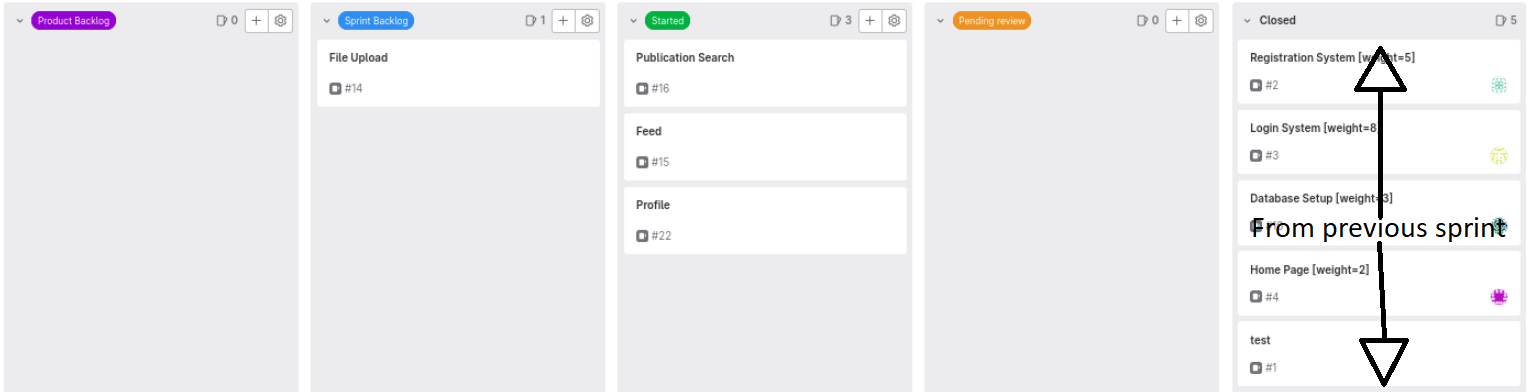 Product Backlog 0
Sprint Backlog 1
File Upload
#14
Started 3
Publication Search
#16
Feed
#15
Profile
#22
Pending review 0
Closed 5
Registration System [weight=5]
#2
Login System [weight=8]
#3
Database Setup [weight=3]
From previous sprint
Home Page [weight=2]
#4
test
#1